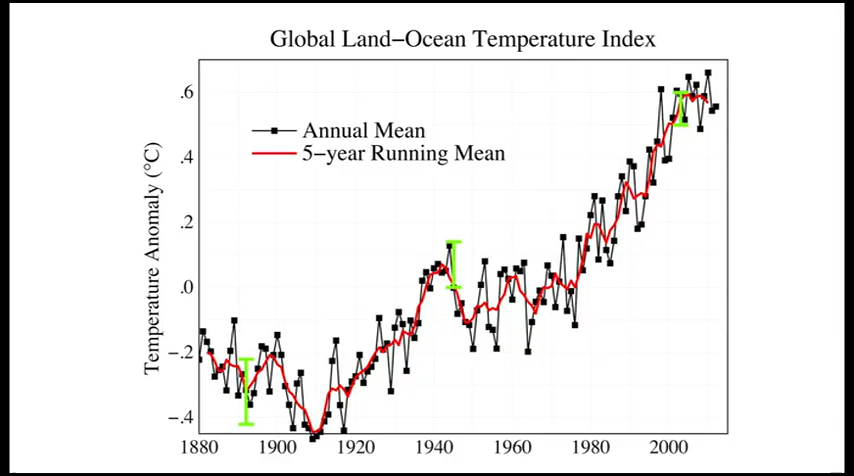 Global Land−Ocean Temperature Index
.6
Annual Mean
5−year Running Mean
.4
.2
.0
−.2
−.4
Temperature Anomaly (°C)
1880 1900 1920 1940 1960 1980 2000